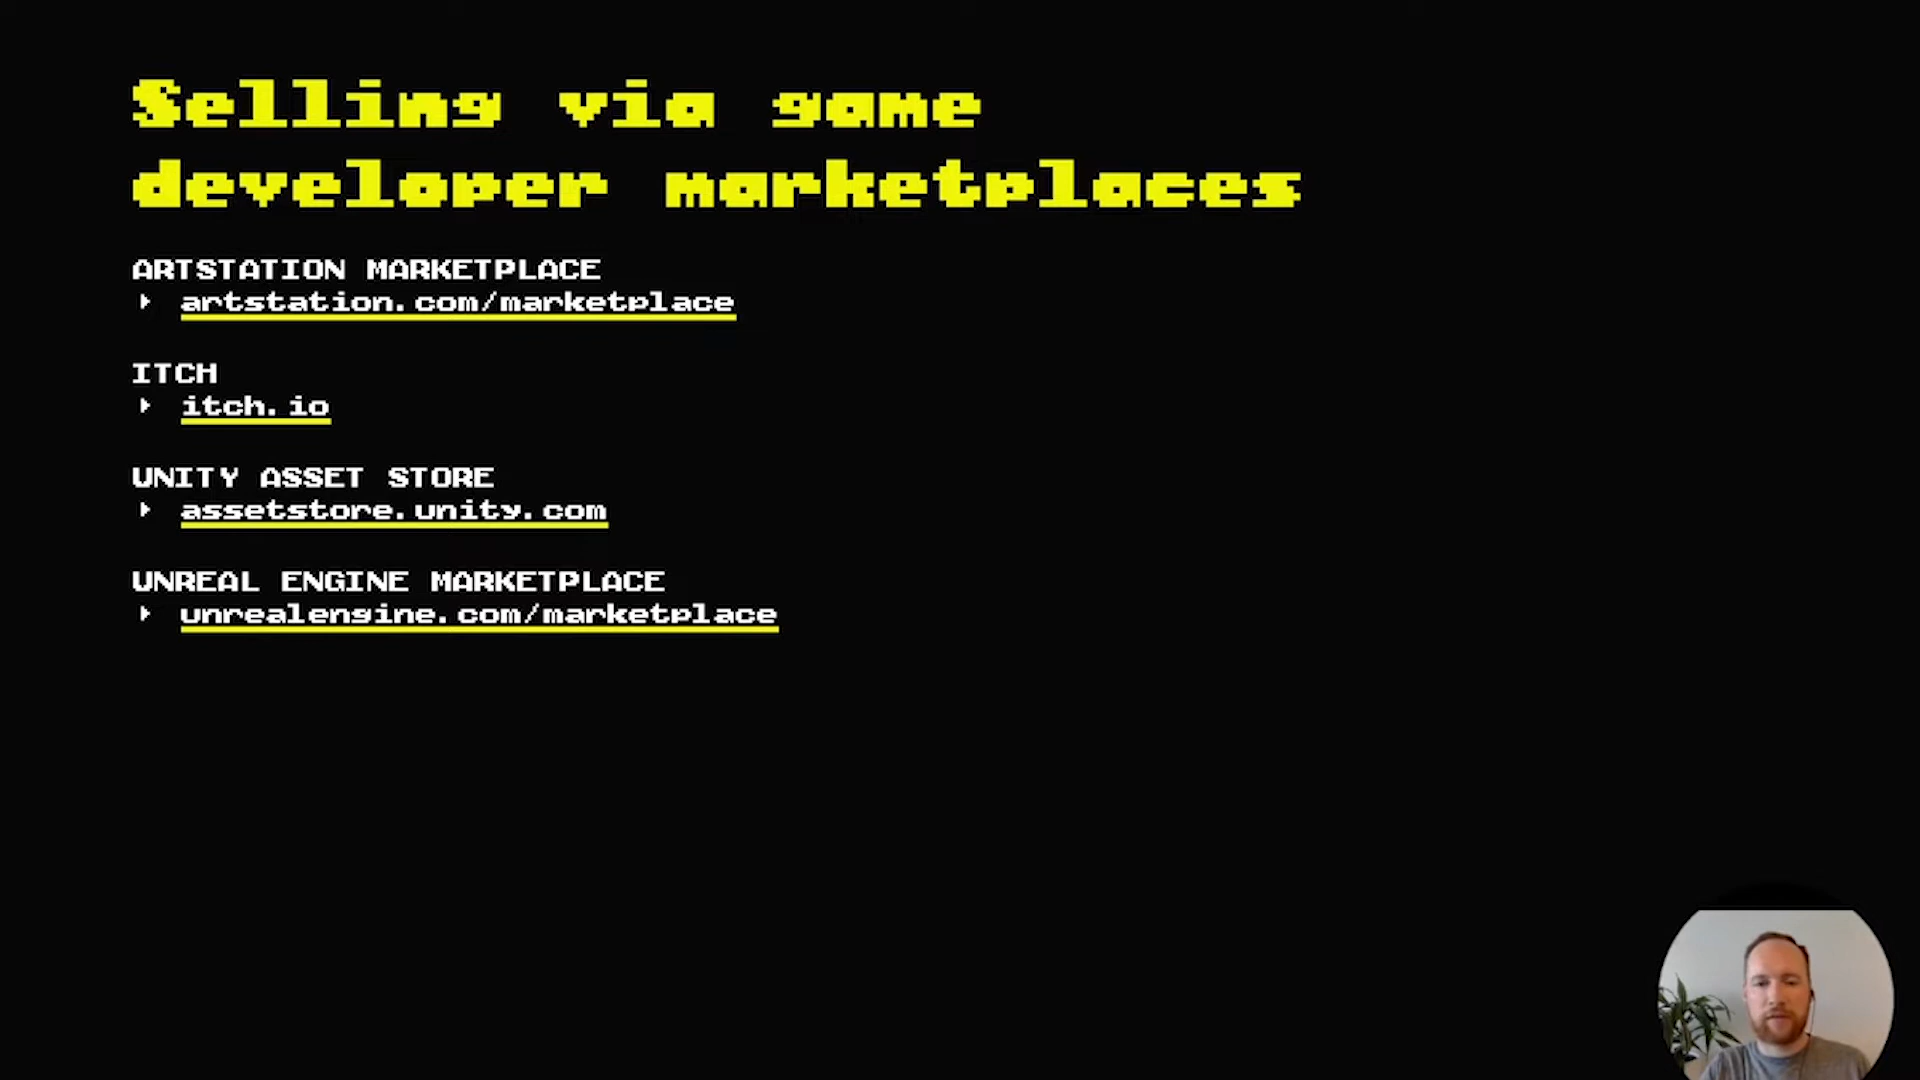 Selling via game
developer marketplaces
ARTSTATION MARKETPLACE
artstation.com/marketplace
ITCH
itch.io
UNITY ASSET STORE
assetstore.unity.com
UNREAL ENGINE MARKETPLACE
unrealengine.com/marketplace